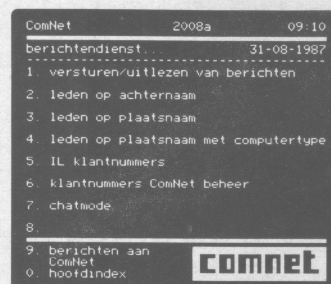 ComNet 2008a 09:10
berichtendienst... 31-08-1987
1. versturen/uitlezen van berichten
2. leden op achternaam
3. leden op plaatsnaam
4. leden op plaatsnaam met computertype
5. IL klantnummers
6. klantnummers ComNet beheer
7. chatmode
8.
9. berichten aan
ComNet
0. hoofdindex
comnet